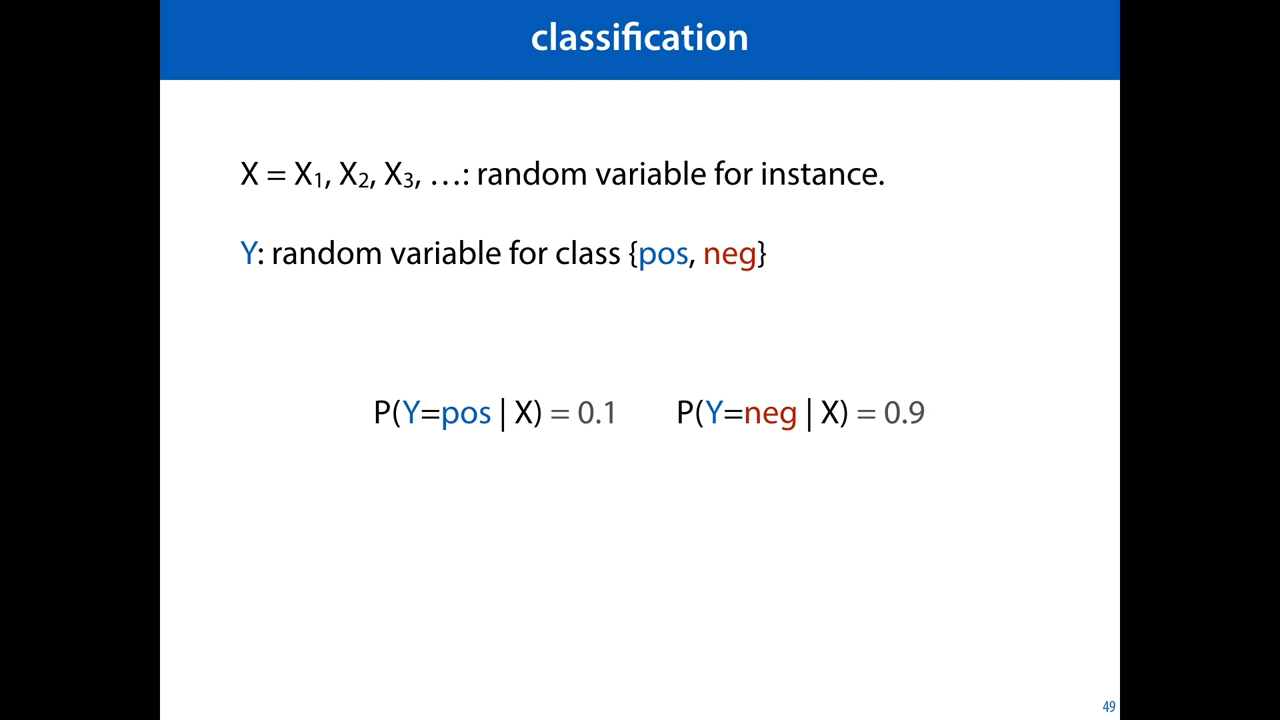 classification
X = X₁, X₂, X₃, …: random variable for instance.
Y: random variable for class {pos, neg}
P(Y=pos | X) = 0.1 P(Y=neg | X) = 0.9
49